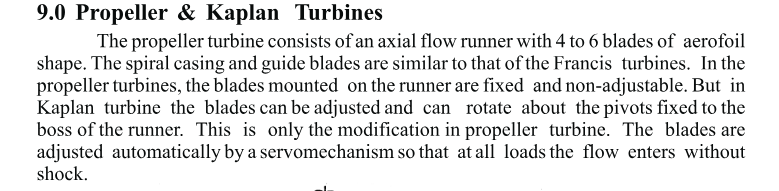 9.0 Propeller & Kaplan Turbines
The propeller turbine consists of an axial flow runner with 4 to 6 blades of aerofoil
shape. The spiral casing and guide blades are similar to that of the Francis turbines. In the
propeller turbines, the blades mounted on the runner are fixed and non-adjustable. But in
Kaplan turbine the blades can be adjusted and can rotate about the pivots fixed to the
boss of the runner. This is only the modification in propeller turbine. The blades are
adjusted automatically by a servomechanism so that at all loads the flow enters without
shock.